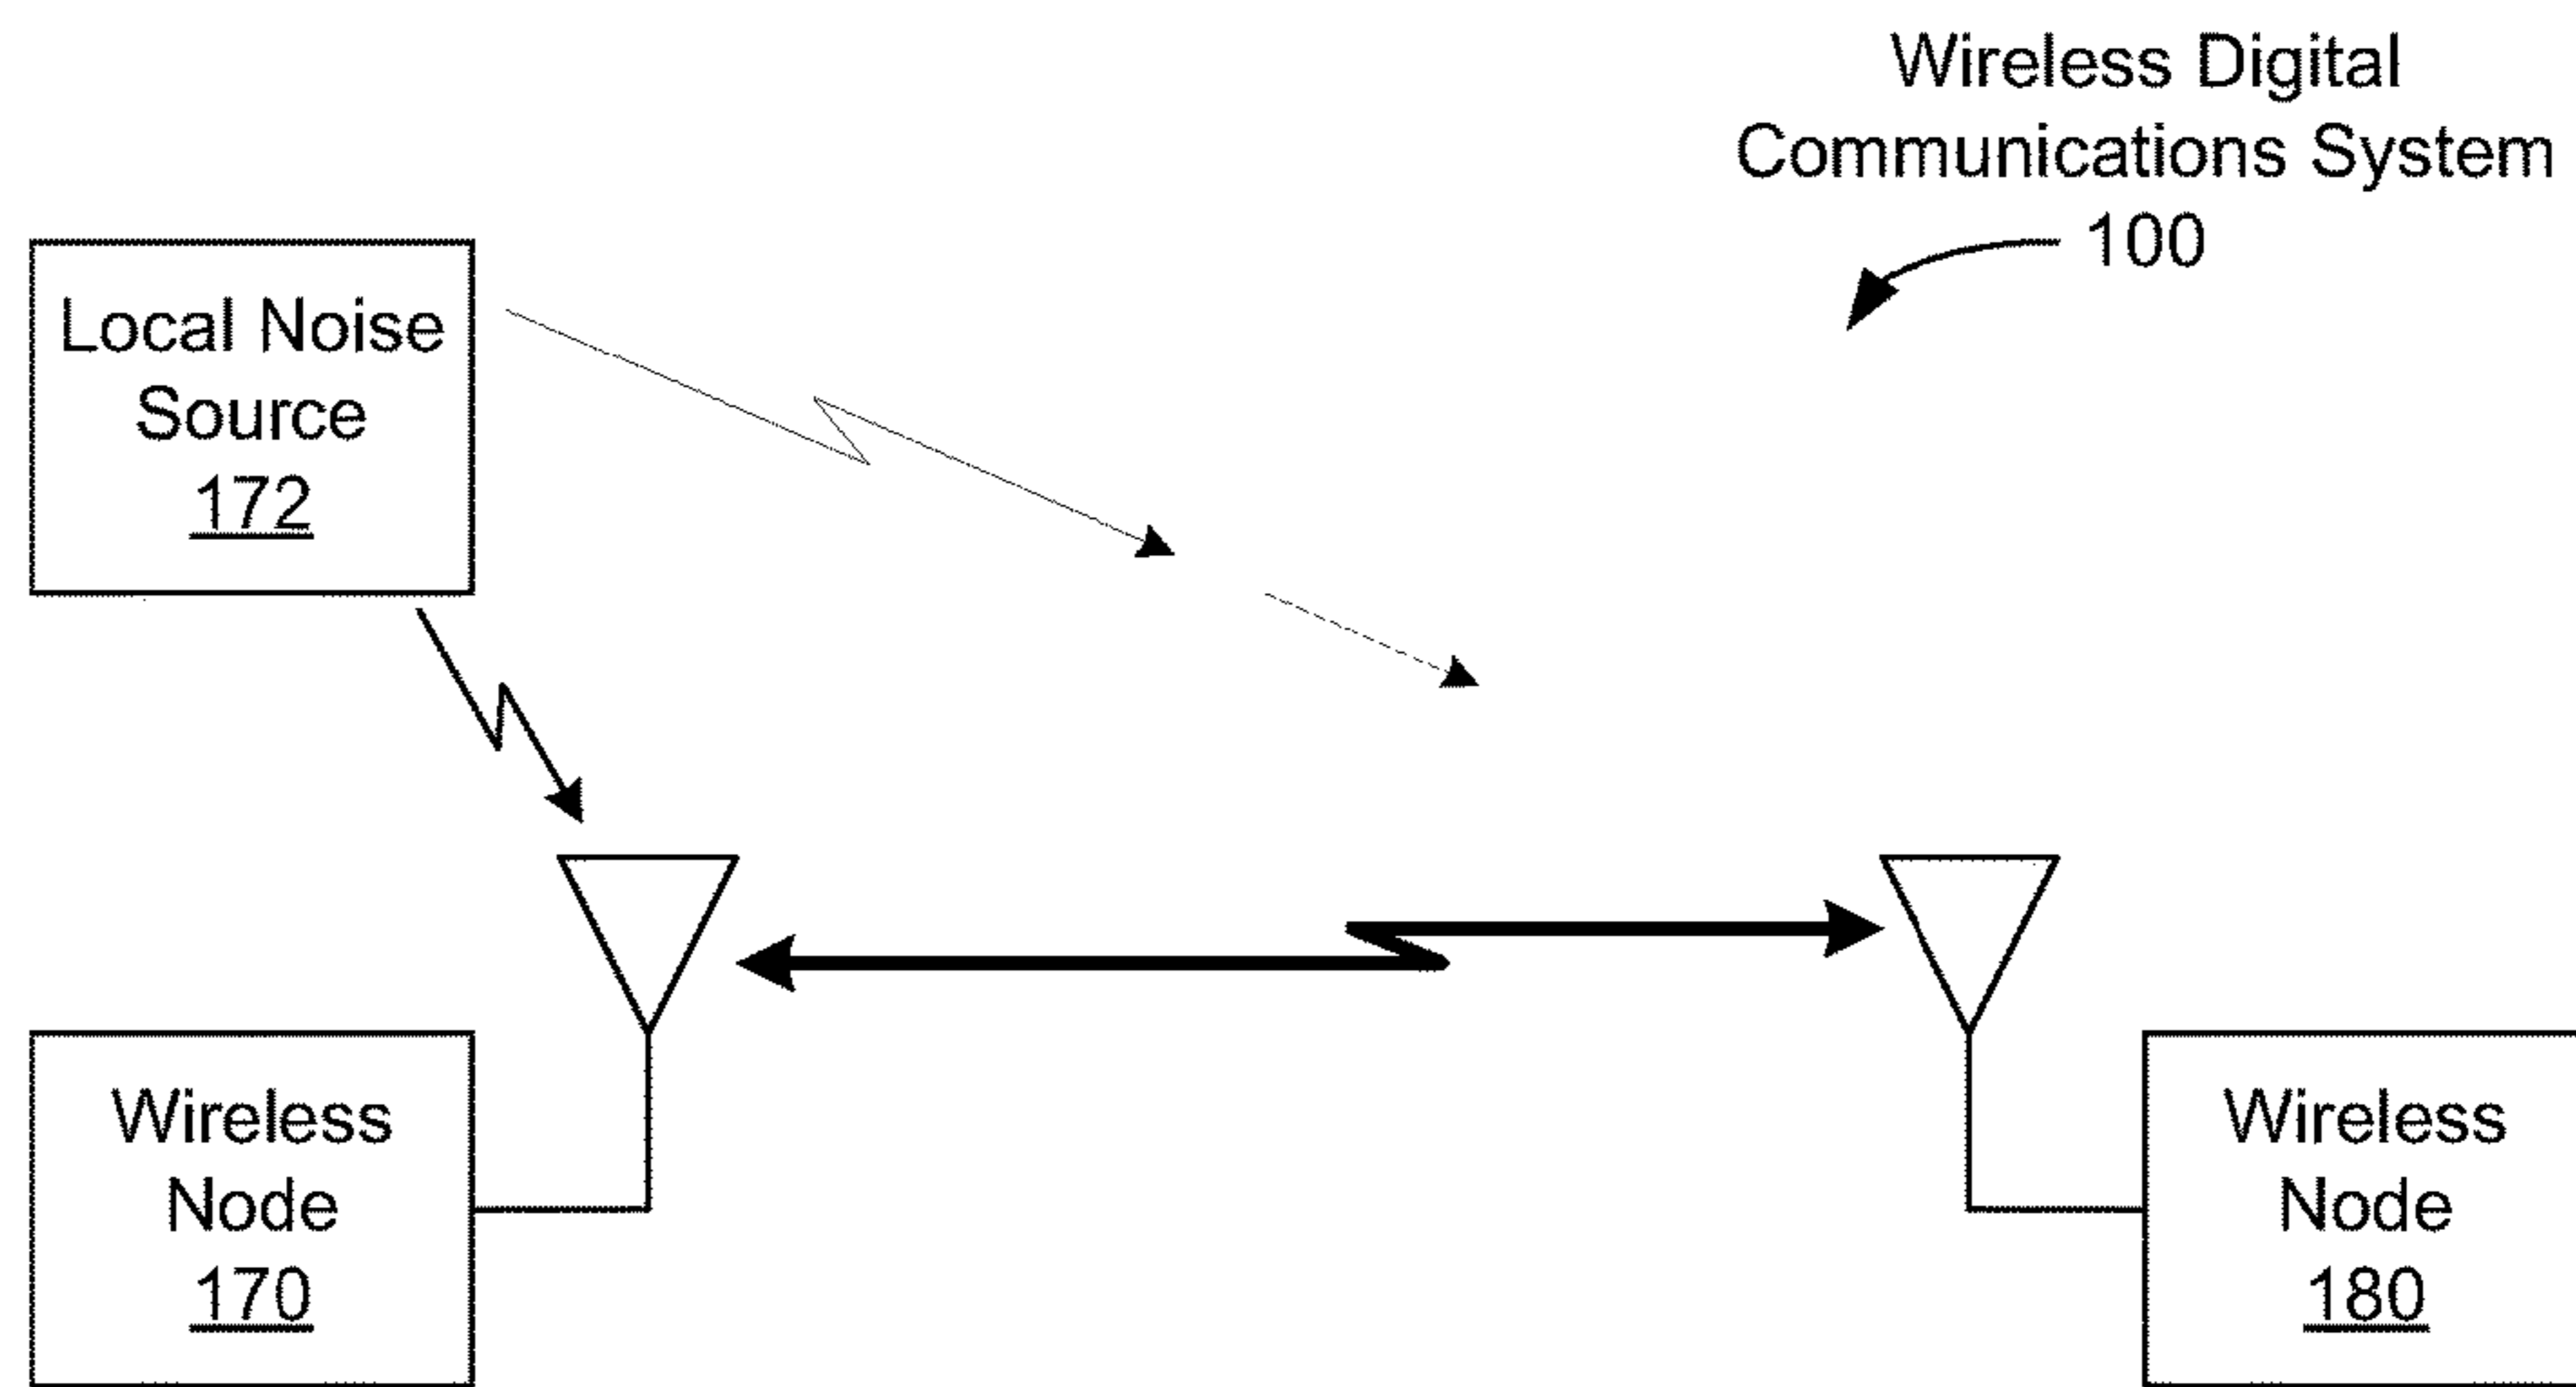 Wireless Digital
Communications System
100
Local Noise
Source
172
Wireless
Node
170
Wireless
Node
180